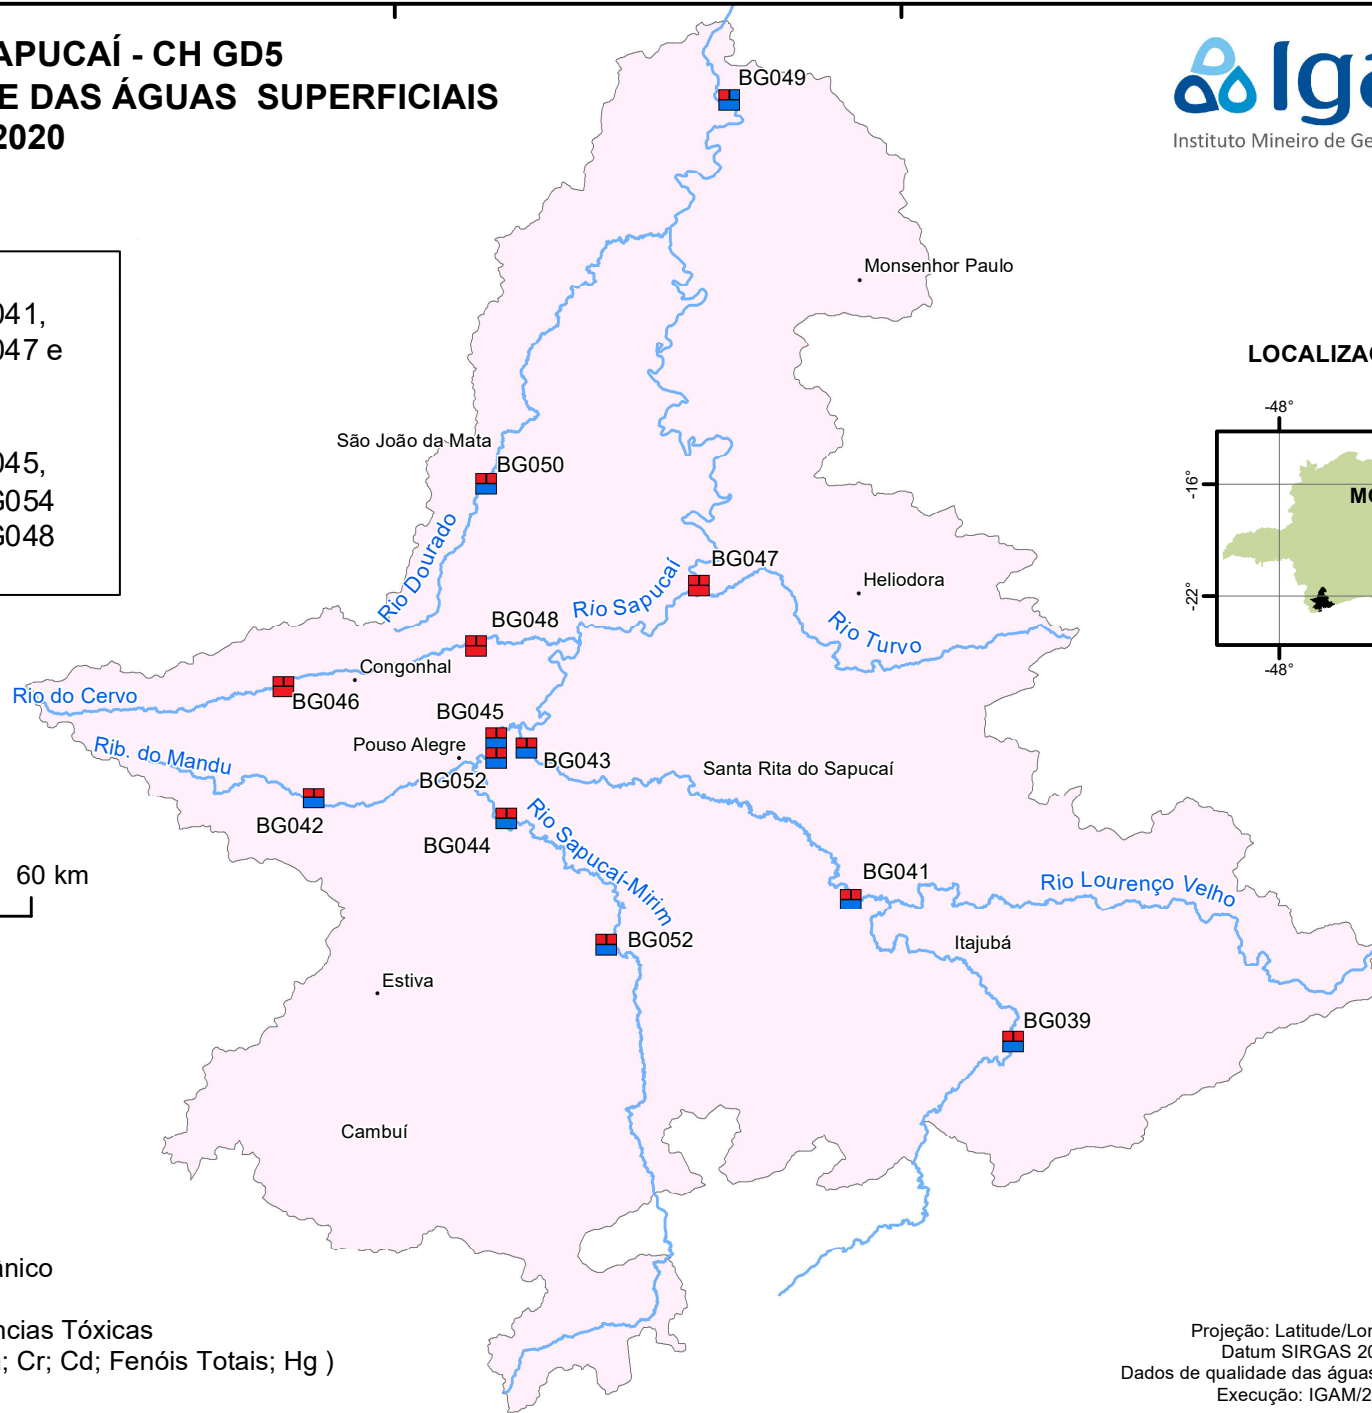 APUCAÍ - CH GD5
E DAS ÁGUAS SUPERFICIAIS
2020
Iga
Instituto Mineiro de Ge
041,
047 e
045,
G054
G048
BG049
Monsenhor Paulo
LOCALIZAÇ
-48°
-16°
MG
-22°
-48°
São João da Mata
BG050
Rio Dourado
BG047
Rio Sapucaí
Heliodora
BG048
Rio Turvo
Congonhal
Rio do Cervo
BG046
BG045
Rib. do Mandu
Pouso Alegre
BG043
Santa Rita do Sapucaí
BG052
BG042
Rio Sapucaí-Mirim
BG044
60 km
BG041
Rio Lourenço Velho
BG052
Itajubá
Estiva
BG039
Cambuí
ânico
ncias Tóxicas
; Cr; Cd; Fenóis Totais; Hg )
Projeção: Latitude/Lon
Datum SIRGAS 20
Dados de qualidade das águas
Execução: IGAM/2